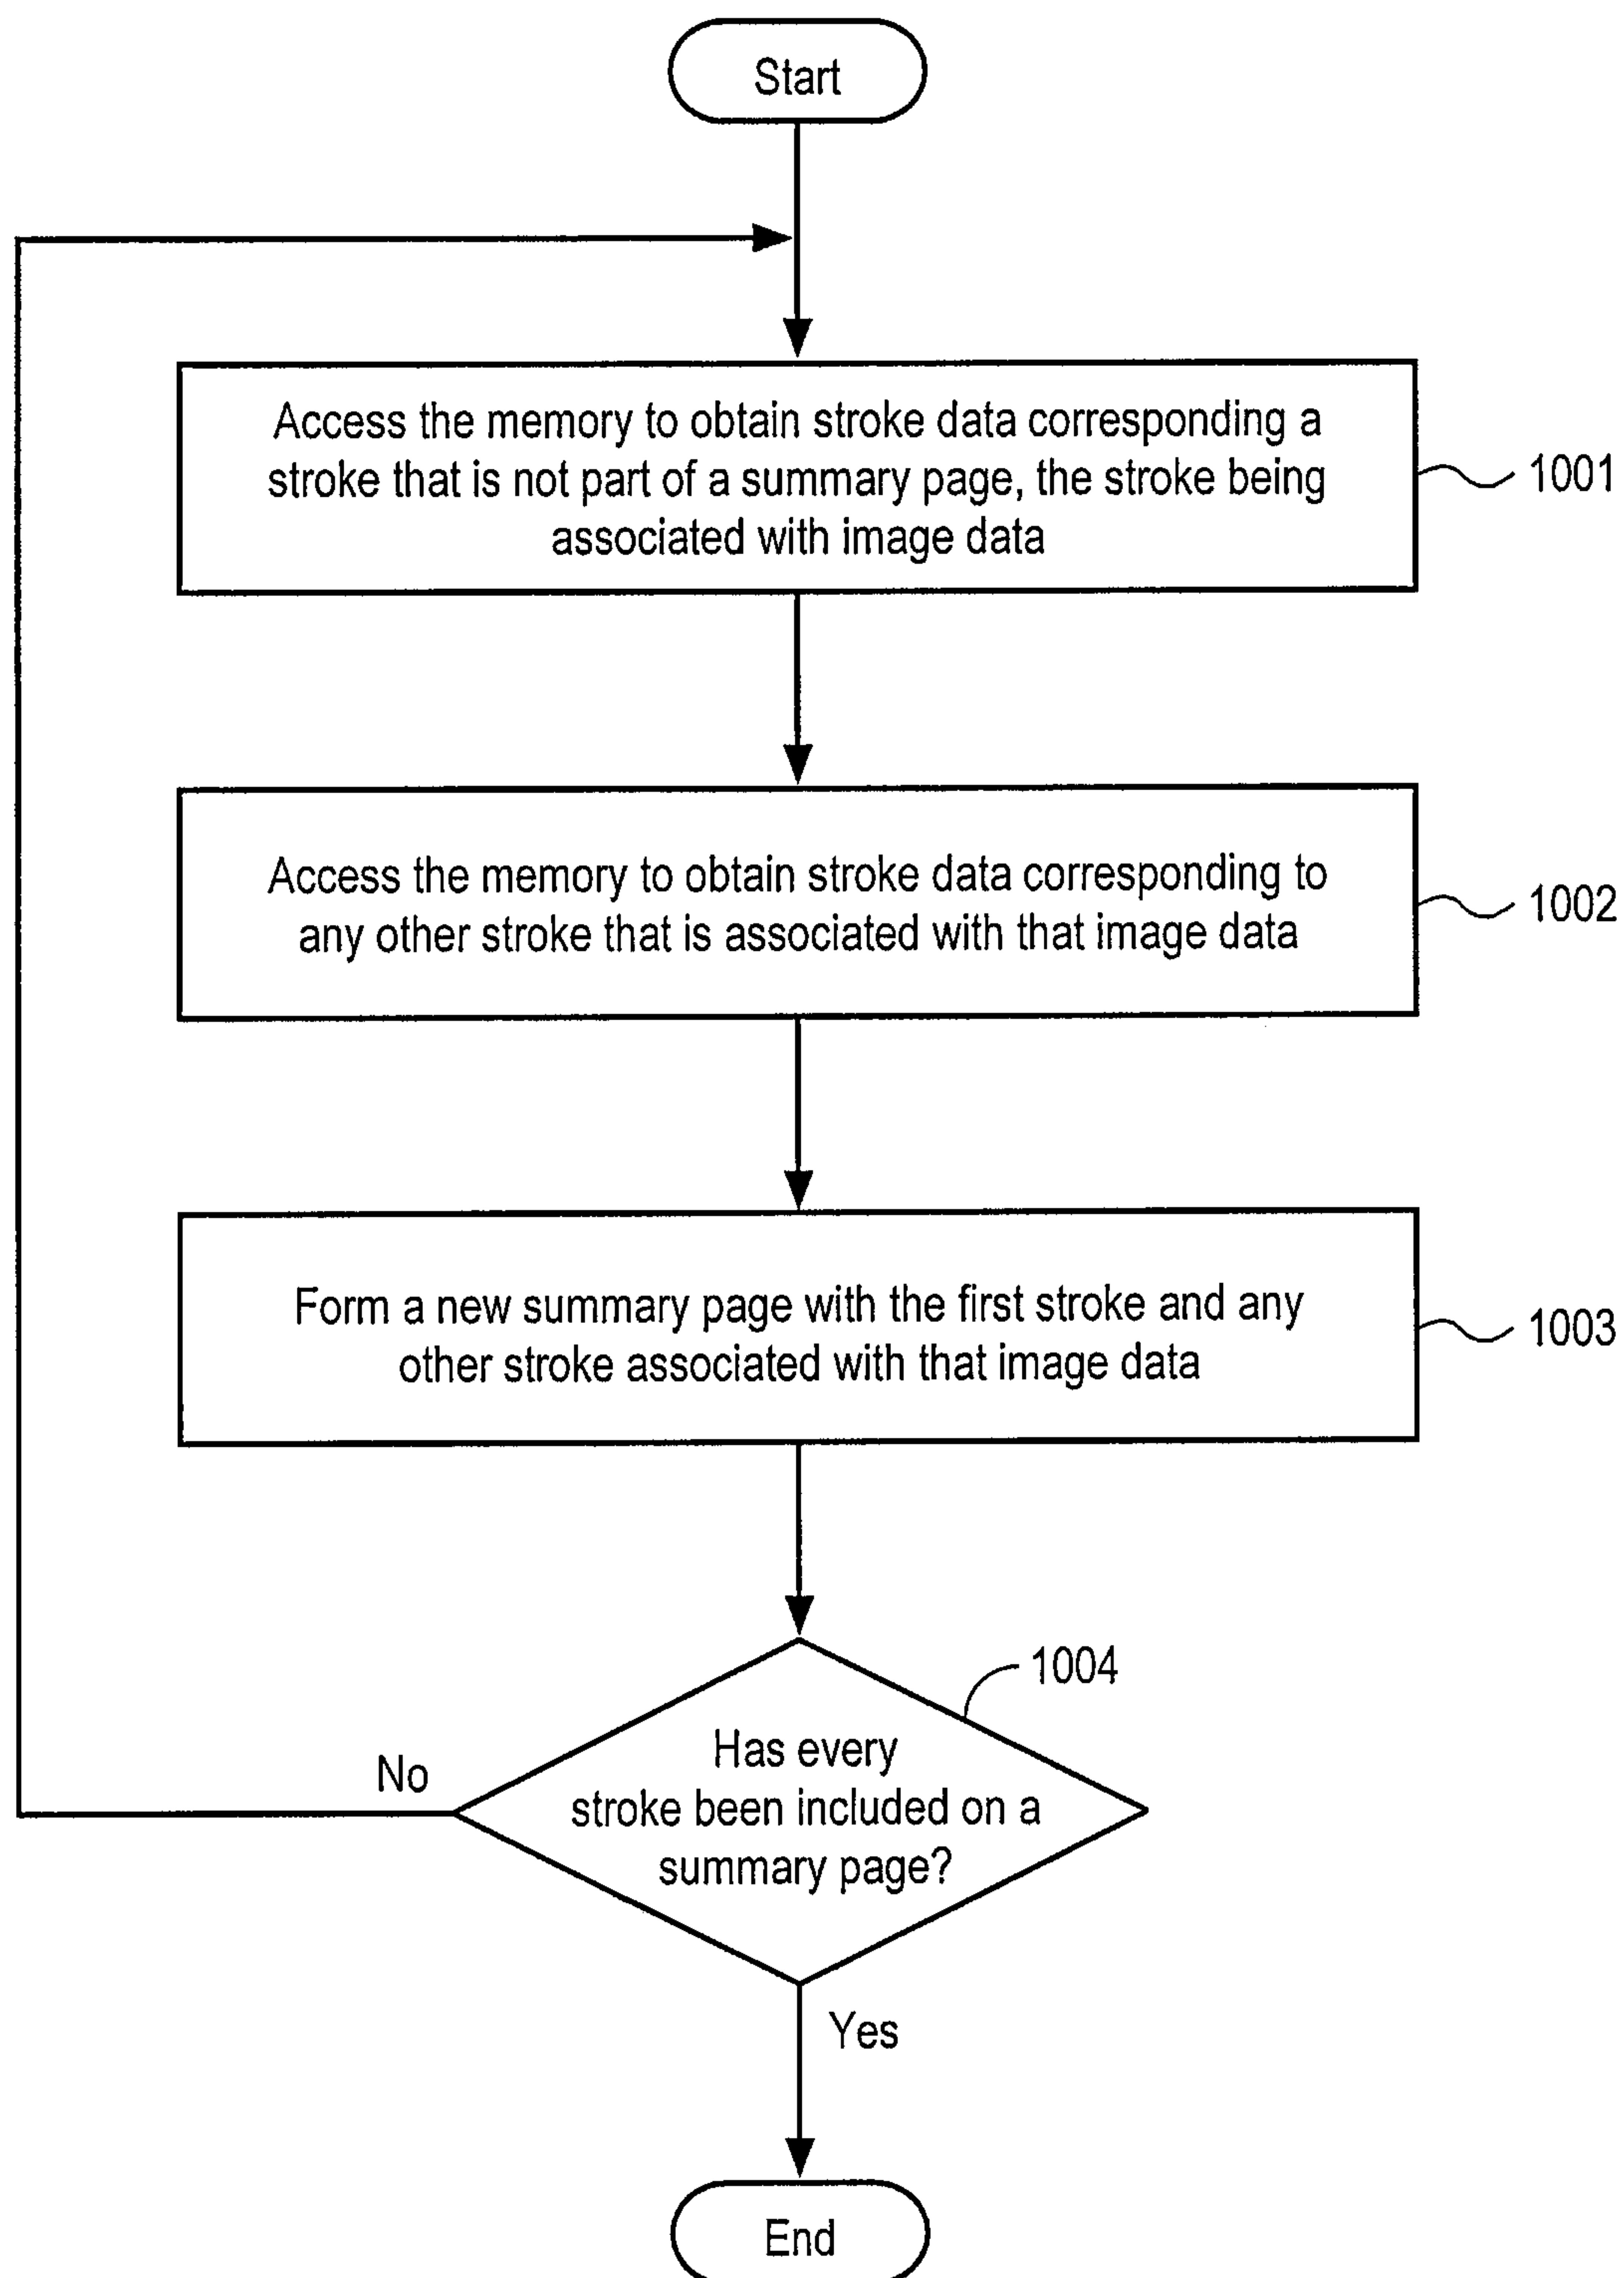 Start
Access the memory to obtain stroke data corresponding a
stroke that is not part of a summary page, the stroke being
associated with image data
1001
Access the memory to obtain stroke data corresponding to
any other stroke that is associated with that image data
1002
Form a new summary page with the first stroke and any
other stroke associated with that image data
1003
1004
Has every
stroke been included on a
summary page?
No
Yes
End